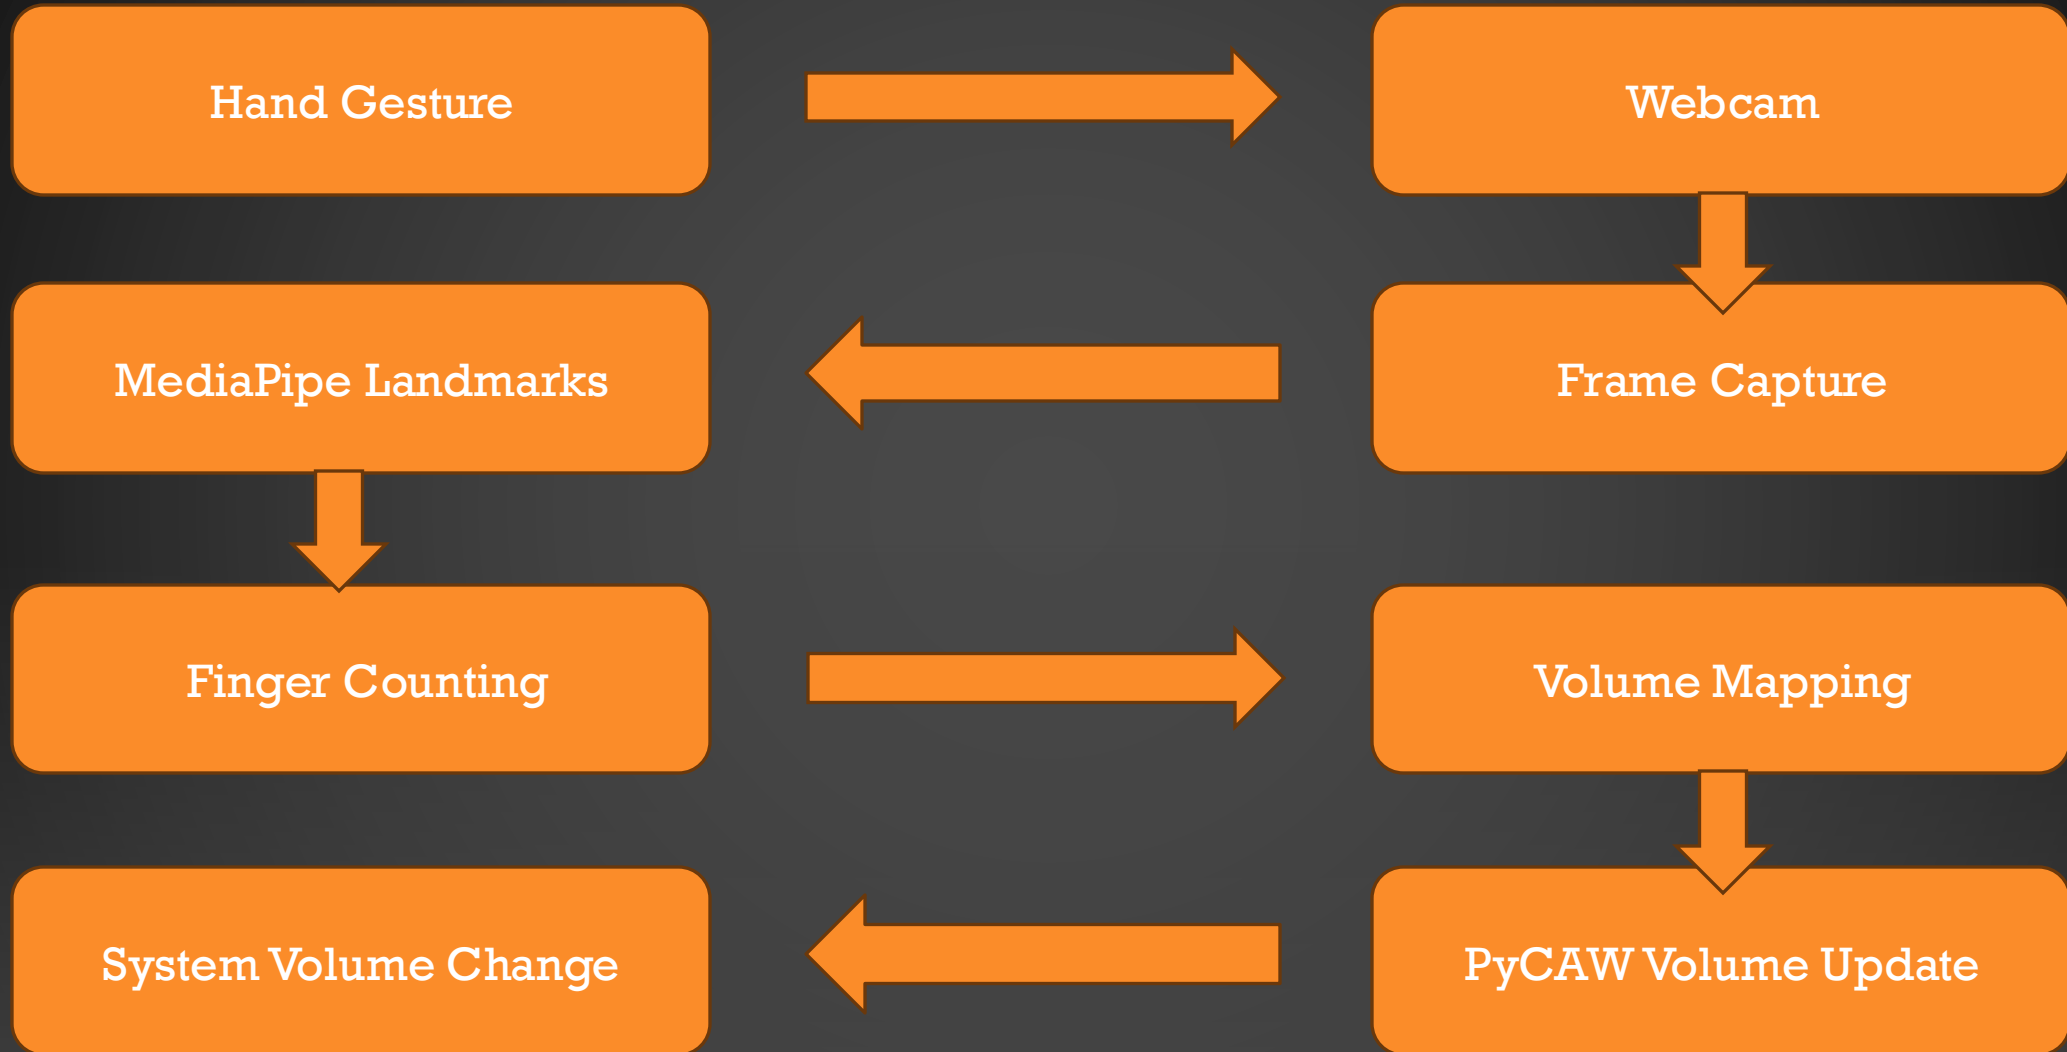 Hand Gesture
Webcam
MediaPipe Landmarks
Frame Capture
Finger Counting
Volume Mapping
System Volume Change
PyCAW Volume Update